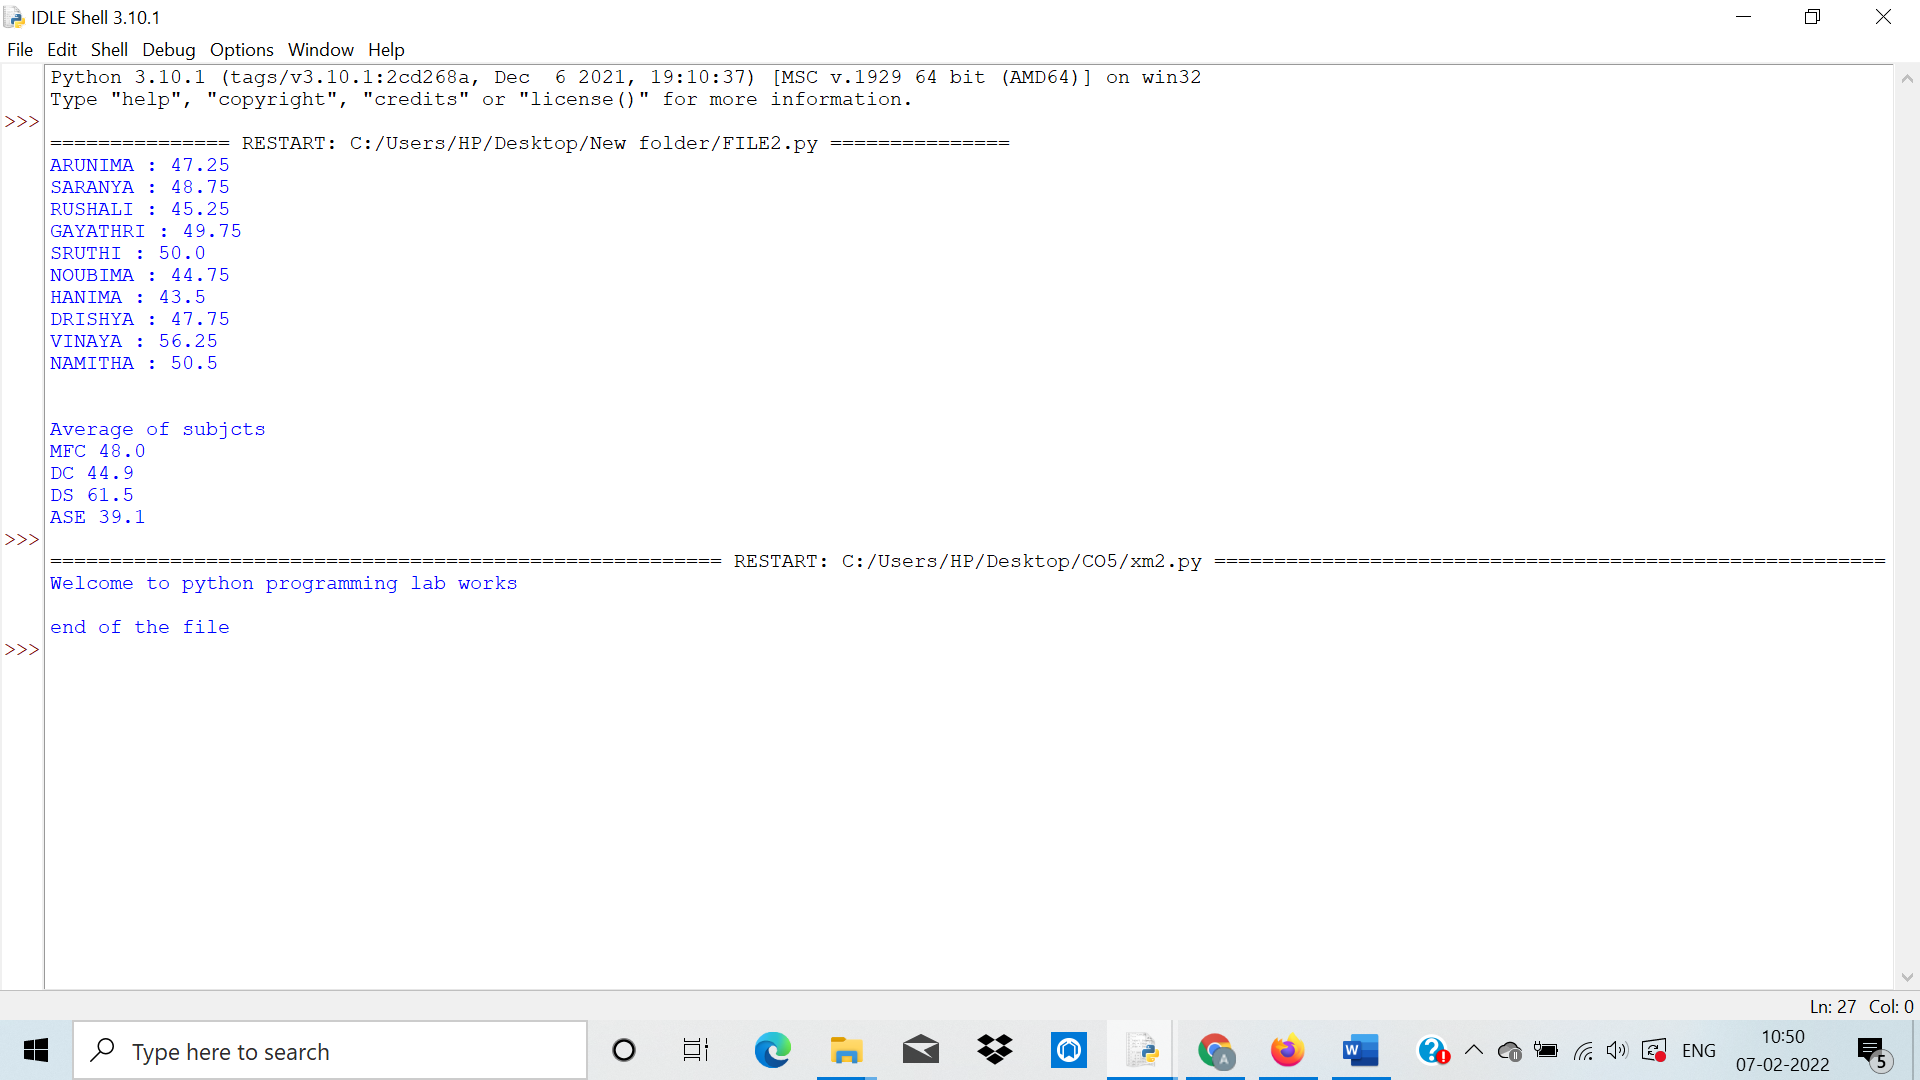 IDLE Shell 3.10.1
File Edit Shell Debug Options Window Help
Python 3.10.1 (tags/v3.10.1:2cd268a, Dec  6 2021, 19:10:37) [MSC v.1929 64 bit (AMD64)] on win32
Type "help", "copyright", "credits" or "license()" for more information.
>>>
=============== RESTART: C:/Users/HP/Desktop/New folder/FILE2.py ===============
ARUNIMA : 47.25
SARANYA : 48.75
RUSHALI : 45.25
GAYATHRI : 49.75
SRUTHI : 50.0
NOUBIMA : 44.75
HANIMA : 43.5
DRISHYA : 47.75
VINAYA : 56.25
NAMITHA : 50.5
Average of subjcts
MFC 48.0
DC 44.9
DS 61.5
ASE 39.1
>>>
======================================================== RESTART: C:/Users/HP/Desktop/CO5/xm2.py ========================================================
Welcome to python programming lab works
end of the file
>>>
Ln: 27 Col: 0
Type here to search
A
W
ENG
10:50
07-02-2022
5